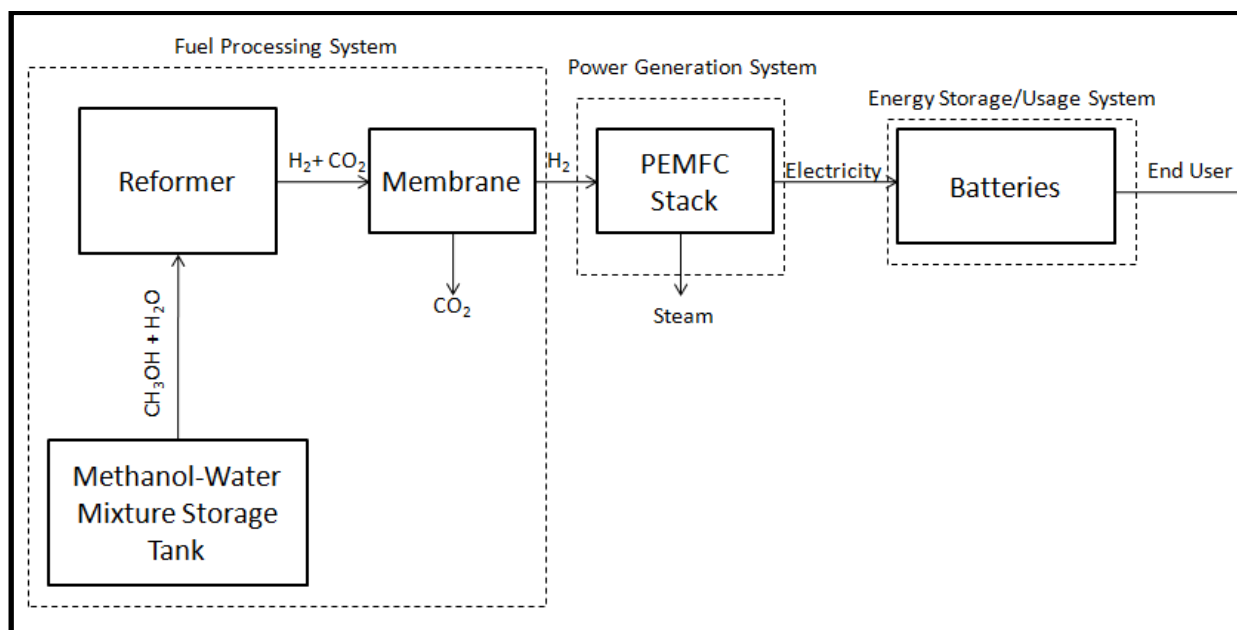 Fuel Processing System
Power Generation System
Energy Storage/Usage System
Reformer
H₂+ CO₂
Membrane
H₂
PEMFC
Stack
Electricity
Batteries
End User
CO₂
Steam
CH₃OH + H₂O
Methanol-Water
Mixture Storage
Tank